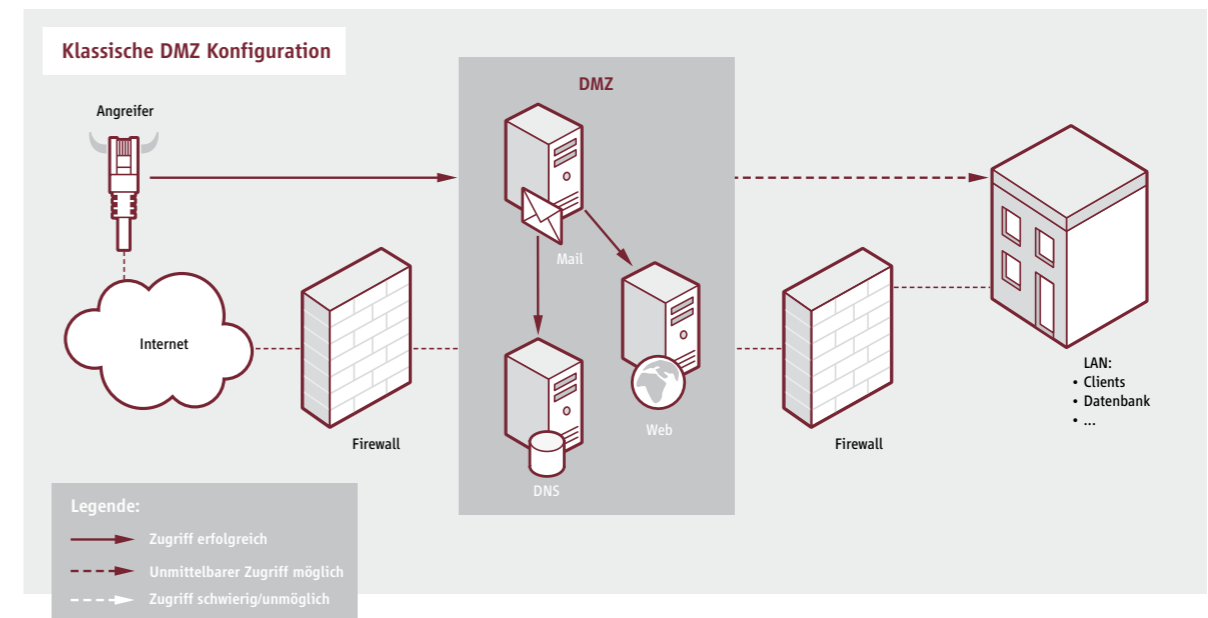 Klassische DMZ Konfiguration
Angreifer
DMZ
Mail
Internet
Web
DNS
Firewall
Firewall
LAN:
• Clients
• Datenbank
• ...
Legende:
Zugriff erfolgreich
Unmittelbarer Zugriff möglich
Zugriff schwierig/unmöglich